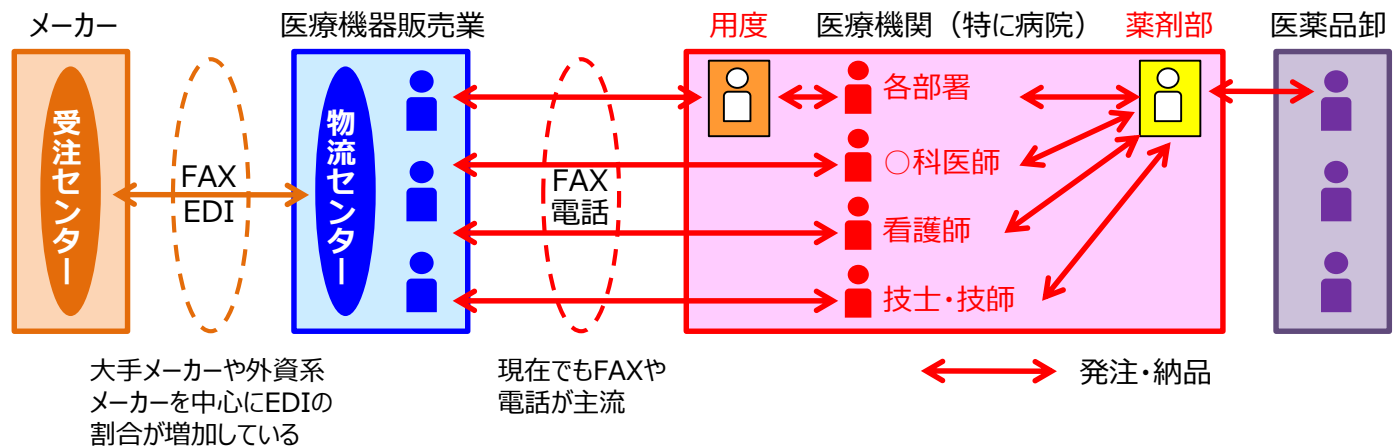 メーカー
医療機器販売業
用度
医療機関（特に病院）
薬剤部
医薬品卸
受注センター
FAX
EDI
物流センター
FAX
電話
各部署
○科医師
看護師
技士・技師
大手メーカーや外資系
メーカーを中心にEDIの
割合が増加している
現在でもFAXや
電話が主流
発注・納品